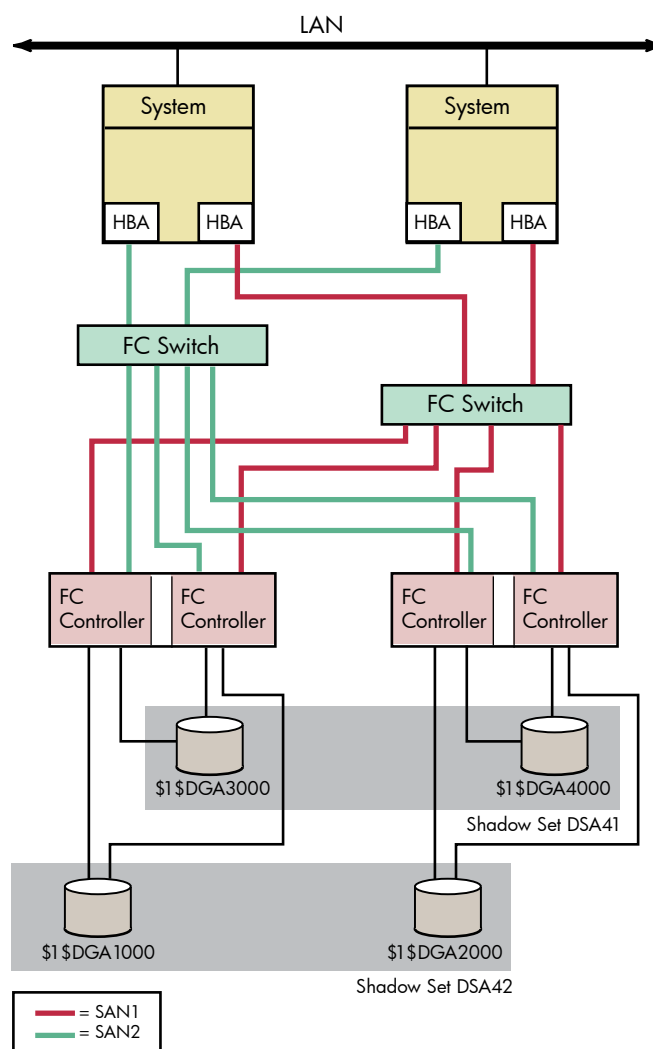 LAN
System
System
HBA
HBA
HBA
HBA
FC Switch
FC Switch
FC
Controller
FC
Controller
FC
Controller
FC
Controller
$1$DGA3000
$1$DGA4000
Shadow Set DSA41
$1$DGA1000
$1$DGA2000
Shadow Set DSA42
= SAN1
= SAN2